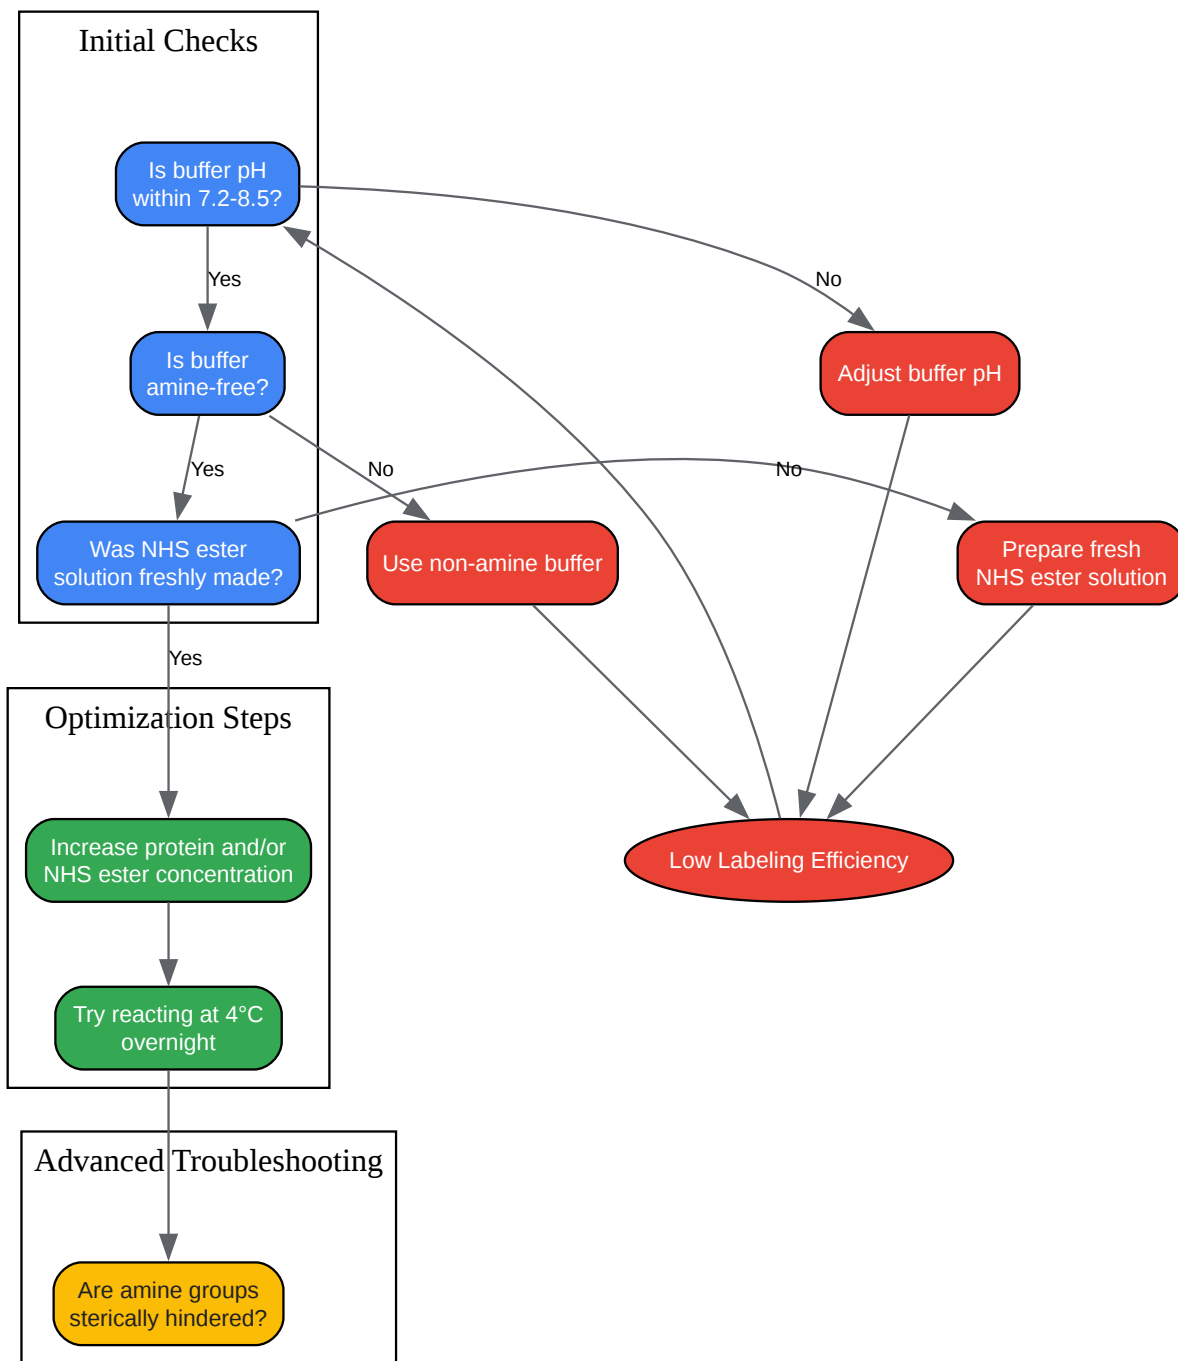 Initial Checks
Is buffer pH
within 7.2-8.5?
Yes
No
Is buffer
amine-free?
Adjust buffer pH
Yes
No
No
Was NHS ester
solution freshly made?
Use non-amine buffer
Prepare fresh
NHS ester solution
Yes
Optimization Steps
Increase protein and/or
NHS ester concentration
Low Labeling Efficiency
Try reacting at 4°C
overnight
Advanced Troubleshooting
Are amine groups
sterically hindered?